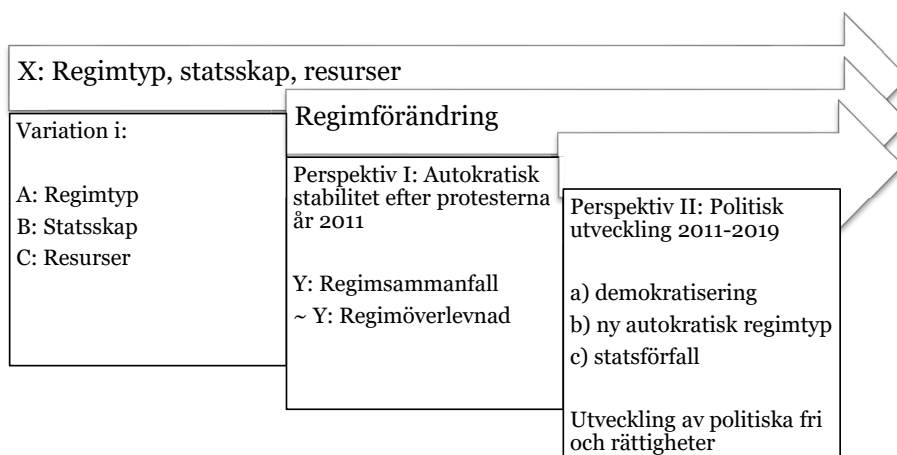 X: Regimtyp, statsskap, resurser
Variation i:
A: Regimtyp
B: Statsskap
C: Resurser
Regimförändring
Perspektiv I: Autokratisk
stabilitet efter protesterna
år 2011
Y: Regimsammanfall
~ Y: Regimöverlevnad
Perspektiv II: Politisk
utveckling 2011-2019
a) demokratisering
b) ny autokratisk regimtyp
c) statsförfall
Utveckling av politiska fri
och rättigheter